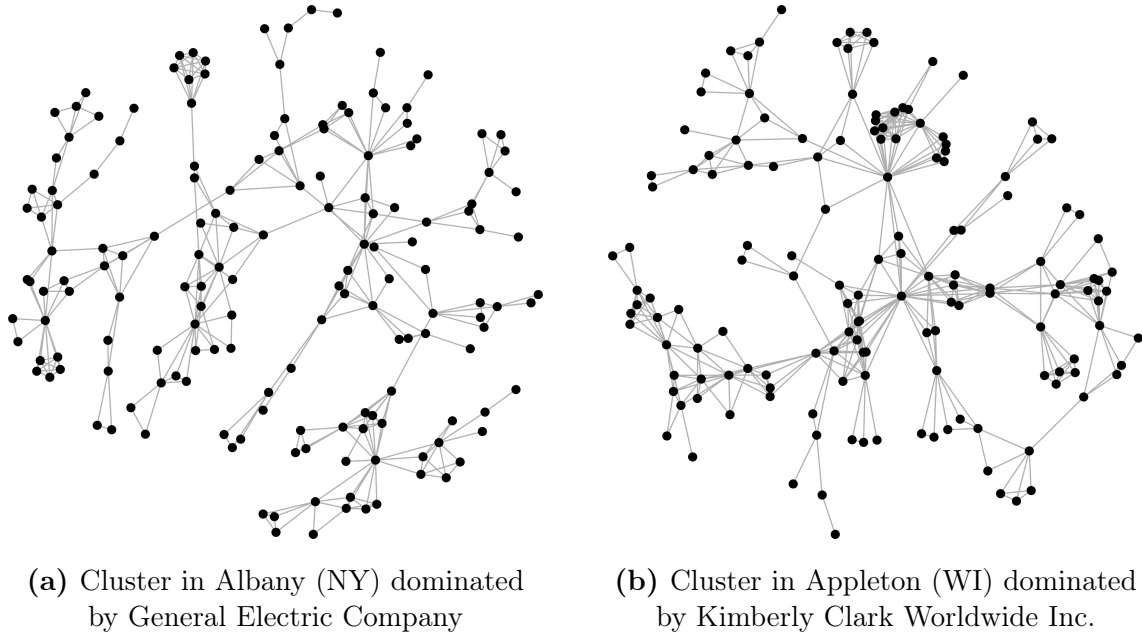 (a) Cluster in Albany (NY) dominated
by General Electric Company
(b) Cluster in Appleton (WI) dominated
by Kimberly Clark Worldwide Inc.